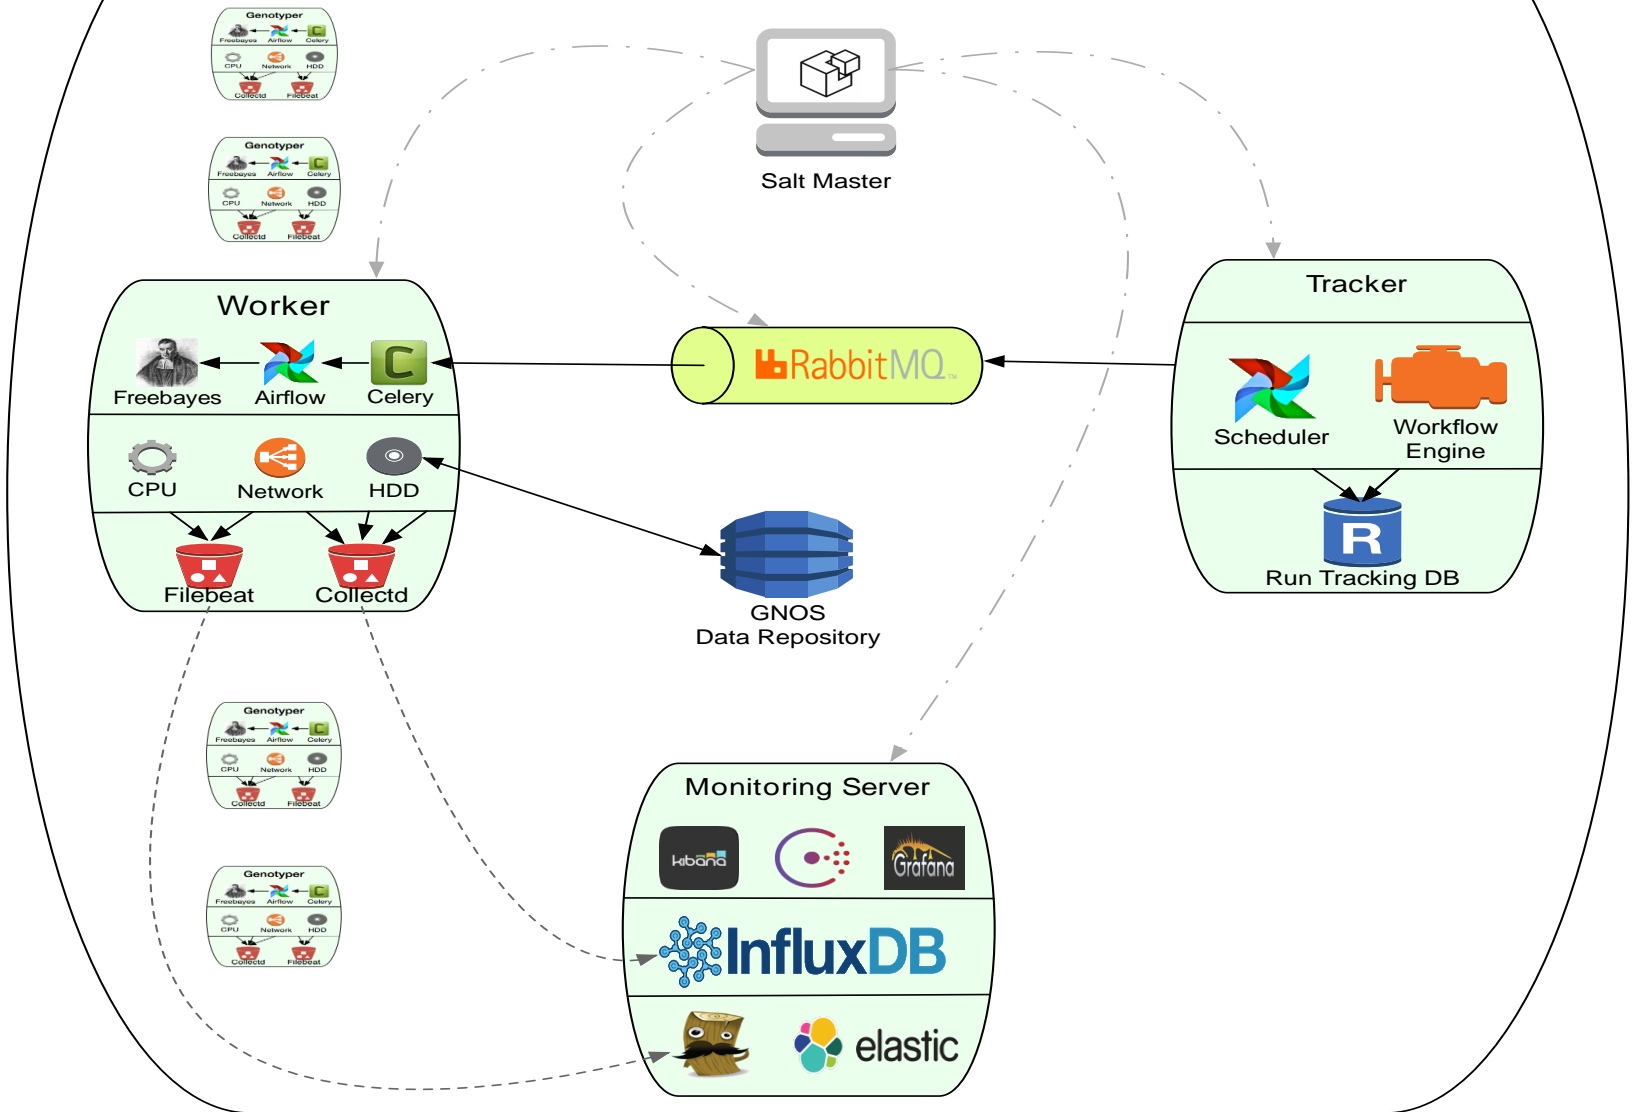 Genotyper
Freebayes Airflow Celery
CPU Network HDD
Collectd Filebeat
Genotyper
Freebayes Airflow Celery
CPU Network HDD
Collectd Filebeat
Salt Master
Worker
Freebayes Airflow Celery
CPU Network HDD
Filebeat Collectd
RabbitMQ™
Tracker
Scheduler
Workflow
Engine
R
Run Tracking DB
GNOS
Data Repository
Genotyper
Freebayes Airflow Celery
CPU Network HDD
Collectd Filebeat
Genotyper
Freebayes Airflow Celery
CPU Network HDD
Collectd Filebeat
Monitoring Server
kibana
Grafana
InfluxDB
elastic